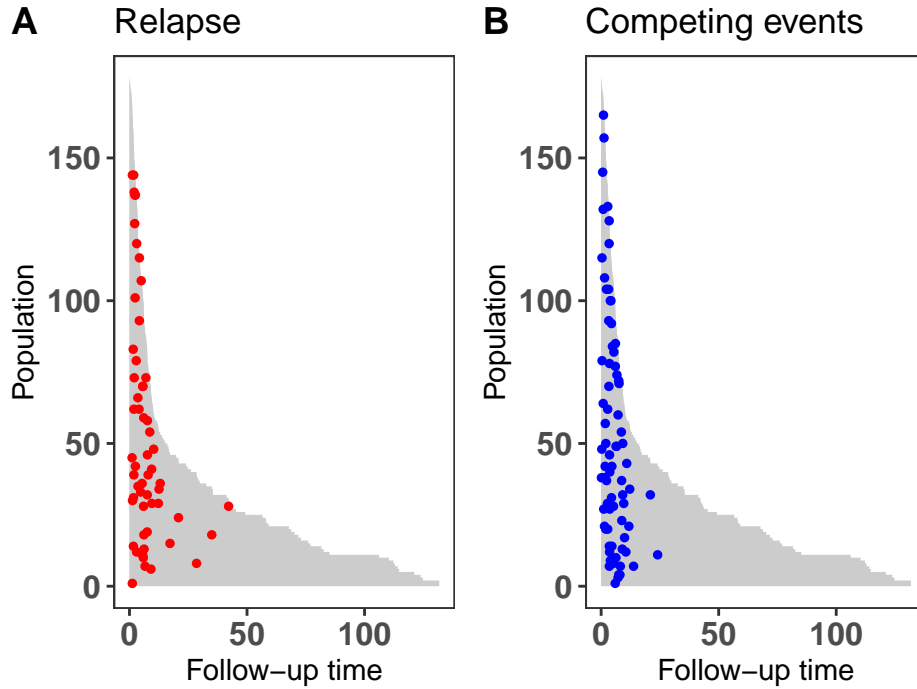 A Relapse
Population
150
100
50
0
0 50 100
Follow−up time
B Competing events
Population
150
100
50
0
0 50 100
Follow−up time